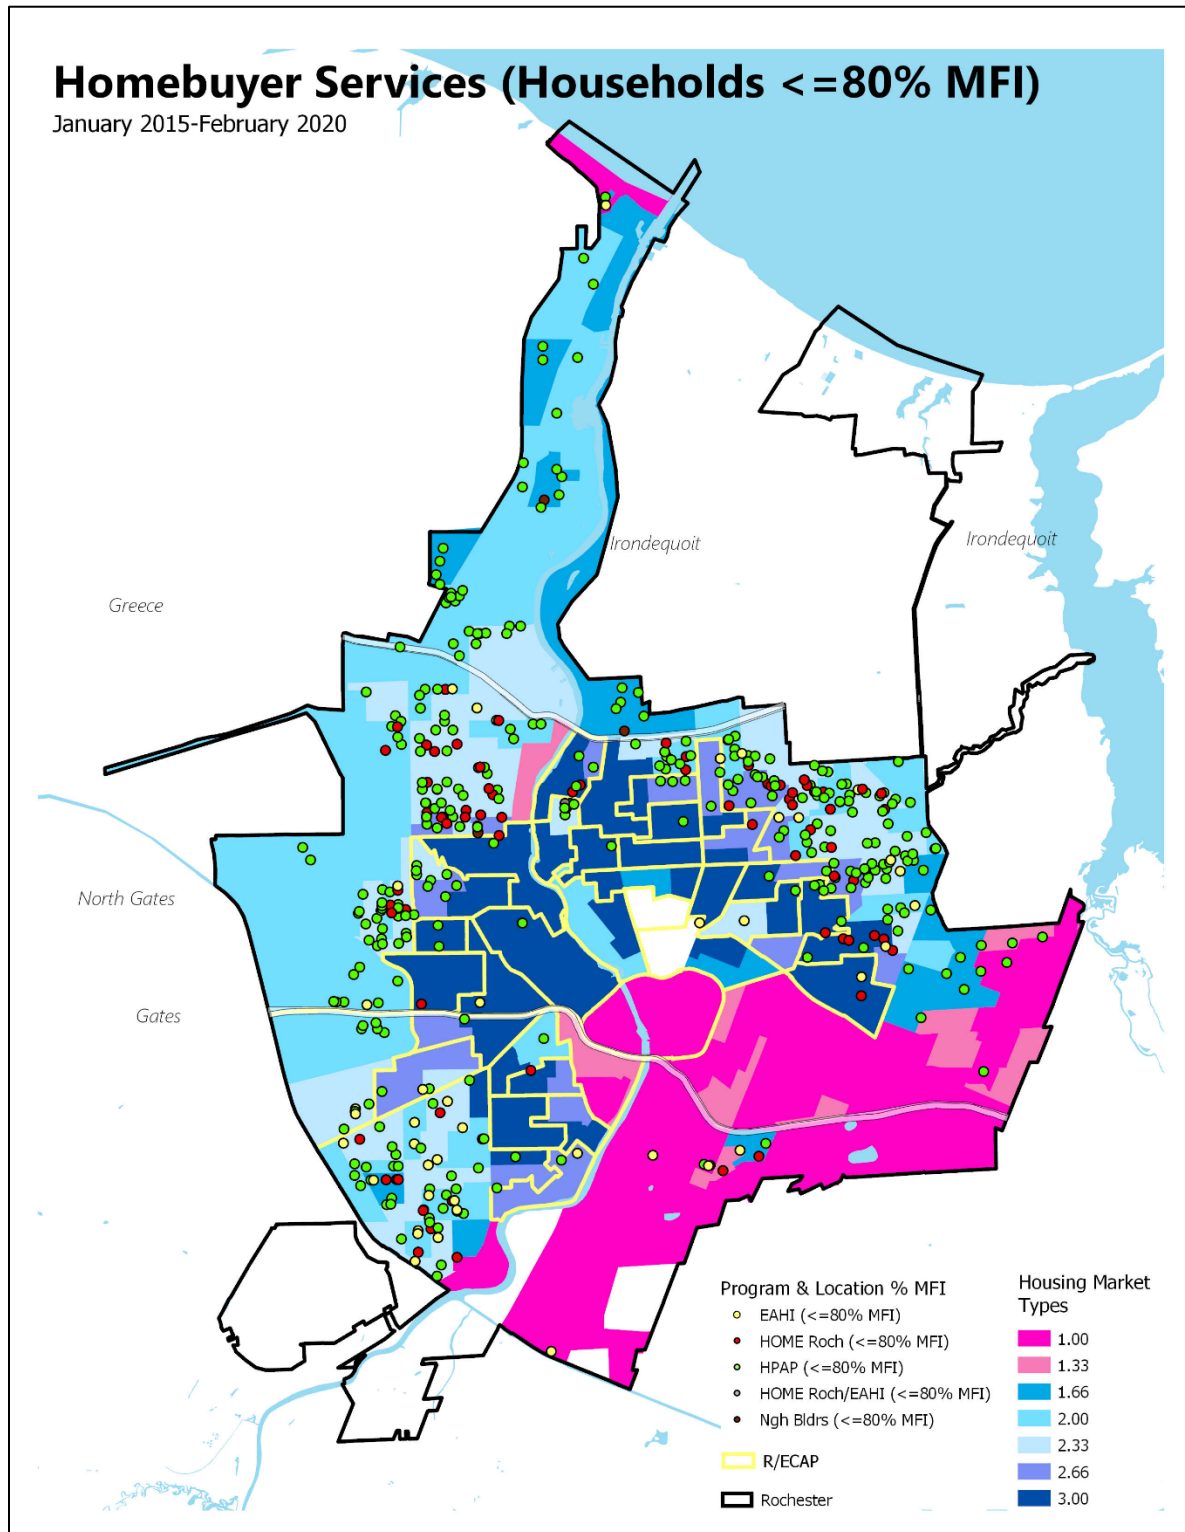 Homebuyer Services (Households <=80% MFI)
January 2015-February 2020
Irondequoit
Irondequoit
Greece
North Gates
Gates
Program & Location % MFI
EAHI (<=80% MFI)
HOME Roch (<=80% MFI)
HPAP (<=80% MFI)
HOME Roch/EAHI (<=80% MFI)
Ngh Bldrs (<=80% MFI)
R/ECAP
Rochester
Housing Market
Types
1.00
1.33
1.66
2.00
2.33
2.66
3.00